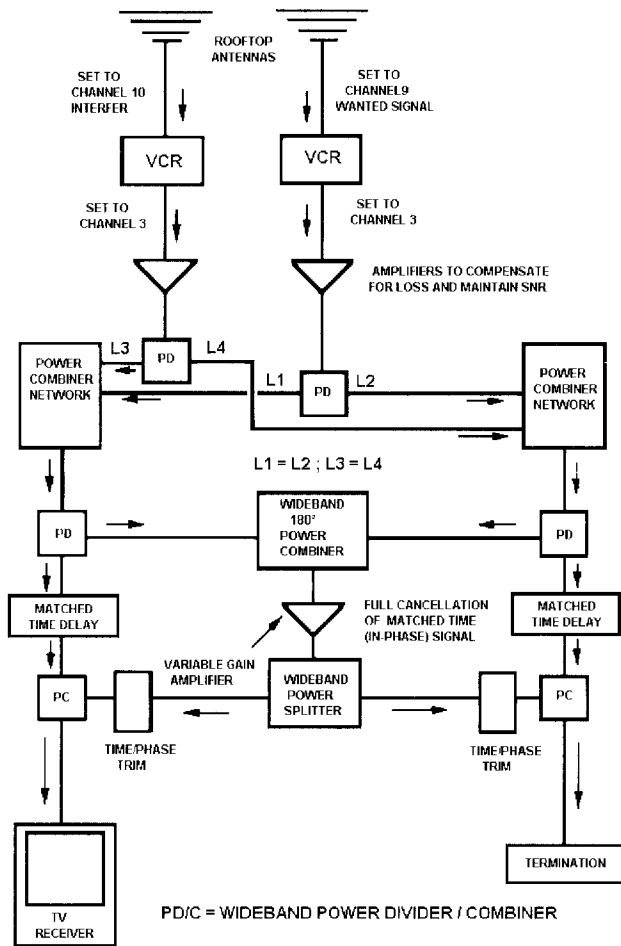 ROOFTOP
ANTENNAS
SET TO
CHANNEL 10
INTERFER
SET TO
CHANNEL9
WANTED SIGNAL
VCR
VCR
SET TO
CHANNEL 3
SET TO
CHANNEL 3
AMPLIFIERS TO COMPENSATE
FOR LOSS AND MAINTAIN SNR
POWER
COMBINER
NETWORK
L3
PD
L4
L1
PD
L2
POWER
COMBINER
NETWORK
L1 = L2 ; L3 = L4
PD
WIDEBAND
180°
POWER
COMBINER
PD
MATCHED
TIME DELAY
FULL CANCELLATION
OF MATCHED TIME
(IN-PHASE) SIGNAL
MATCHED
TIME DELAY
VARIABLE GAIN
AMPLIFIER
PC
WIDEBAND
POWER
SPLITTER
PC
TIME/PHASE
TRIM
TIME/PHASE
TRIM
TV
RECEIVER
TERMINATION
PD/C = WIDEBAND POWER DIVIDER / COMBINER